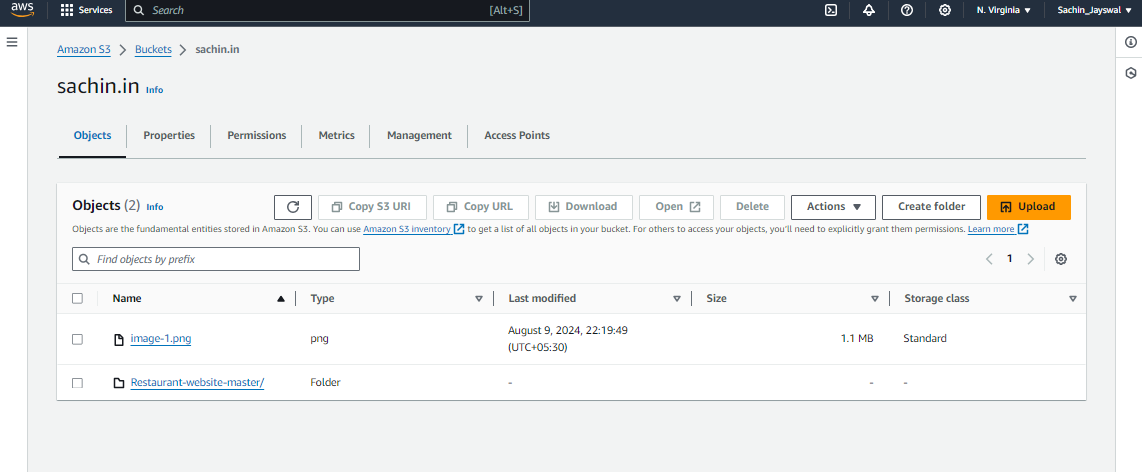 aws Services Search [Alt+S] N. Virginia Sachin_Jayswal
Amazon S3 Buckets sachin.in
sachin.in Info
Objects Properties Permissions Metrics Management Access Points
Objects (2) Info Copy S3 URI Copy URL Download Open Delete Actions Create folder Upload
Objects are the fundamental entities stored in Amazon S3. You can use Amazon S3 inventory to get a list of all objects in your bucket. For others to access your objects, you'll need to explicitly grant them permissions. Learn more
Find objects by prefix 1
Name Type Last modified Size Storage class
image-1.png png August 9, 2024, 22:19:49 1.1 MB Standard
(UTC+05:30)
Restaurant-website-master/ Folder - - -